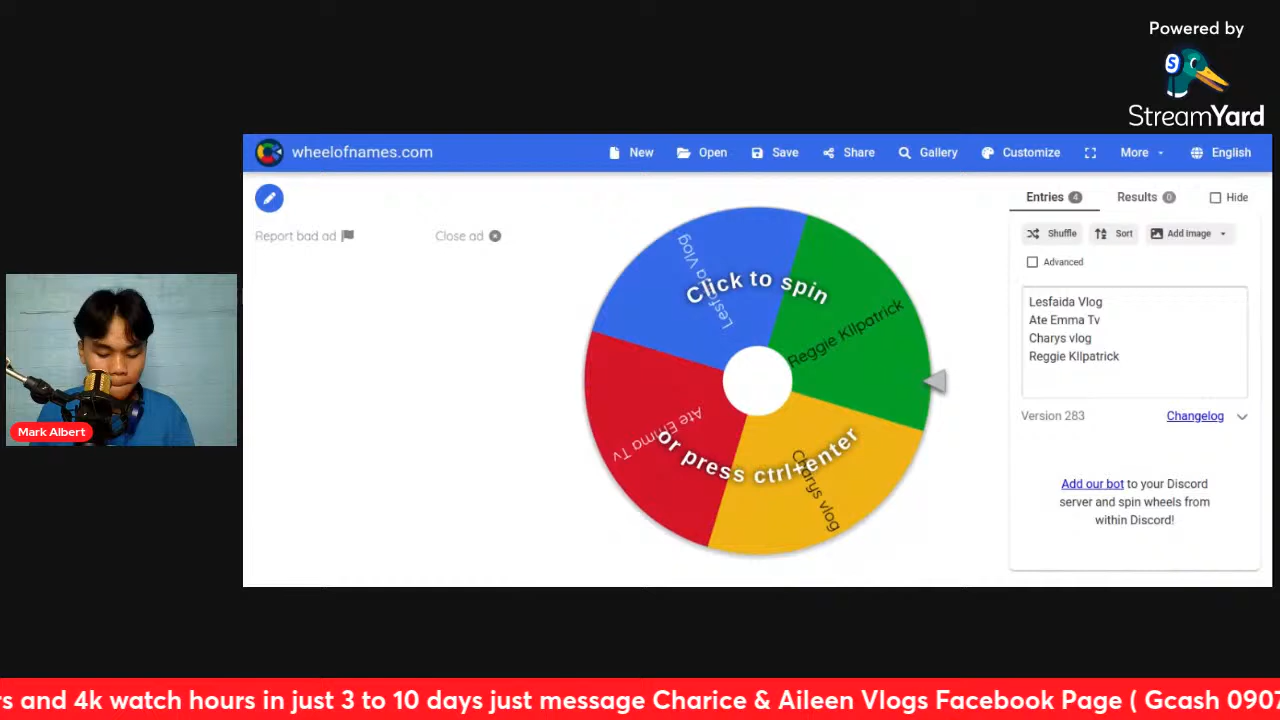 Powered by
StreamYard
wheelofnames.com
New
Open
Save
Share
Gallery
Customize
More
English
Report bad ad
Close ad
Entries 4
Results 0
Hide
Shuffle
Sort
Add image
Advanced
Lesfaida Vlog
Ate Emma Tv
Charys vlog
Reggie KIlpatrick
Version 283
Changelog
Add our bot to your Discord
server and spin wheels from
within Discord!
Click to spin
or press ctrl+enter
Lesfaida Vlog
Reggie KIlpatrick
Ate Emma Tv
Charys vlog
Mark Albert
rs and 4k watch hours in just 3 to 10 days just message Charice & Aileen Vlogs Facebook Page ( Gcash 0907